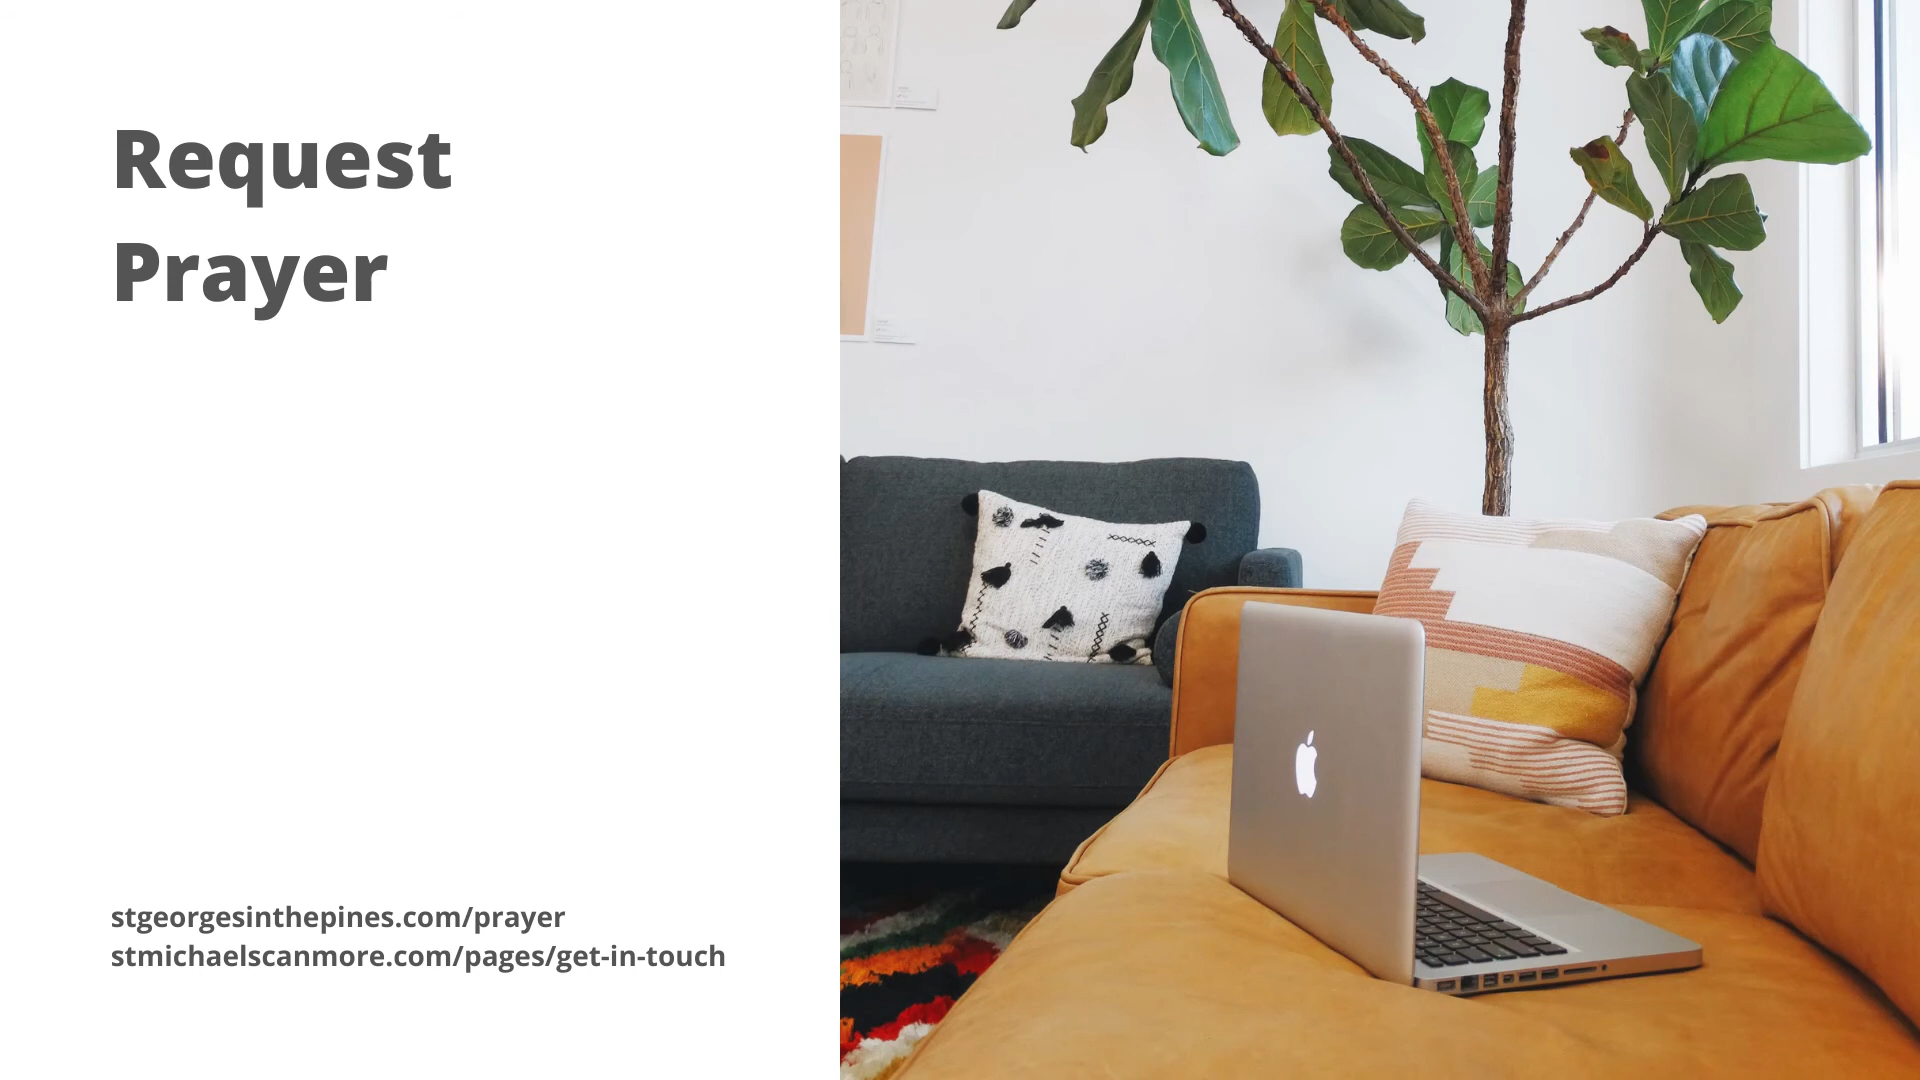 Request
Prayer
stgeorgesinthepines.com/prayer
stmichaelscanmore.com/pages/get-in-touch